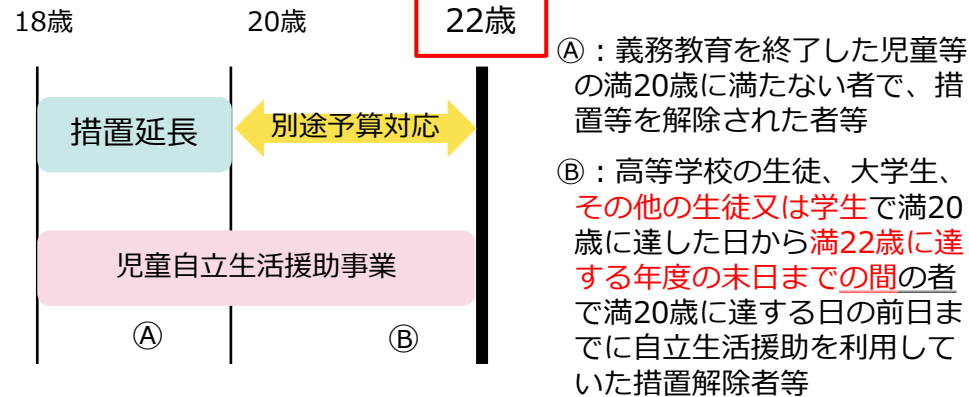 18歳
20歳
22歳
措置延長
別途予算対応
児童自立生活援助事業
Ⓐ
Ⓑ
Ⓐ：義務教育を終了した児童等
の満20歳に満たない者で、措
置等を解除された者等
Ⓑ：高等学校の生徒、大学生、
その他の生徒又は学生で満20
歳に達した日から満22歳に達
する年度の末日までの間の者
で満20歳に達する日の前日ま
でに自立生活援助を利用して
いた措置解除者等